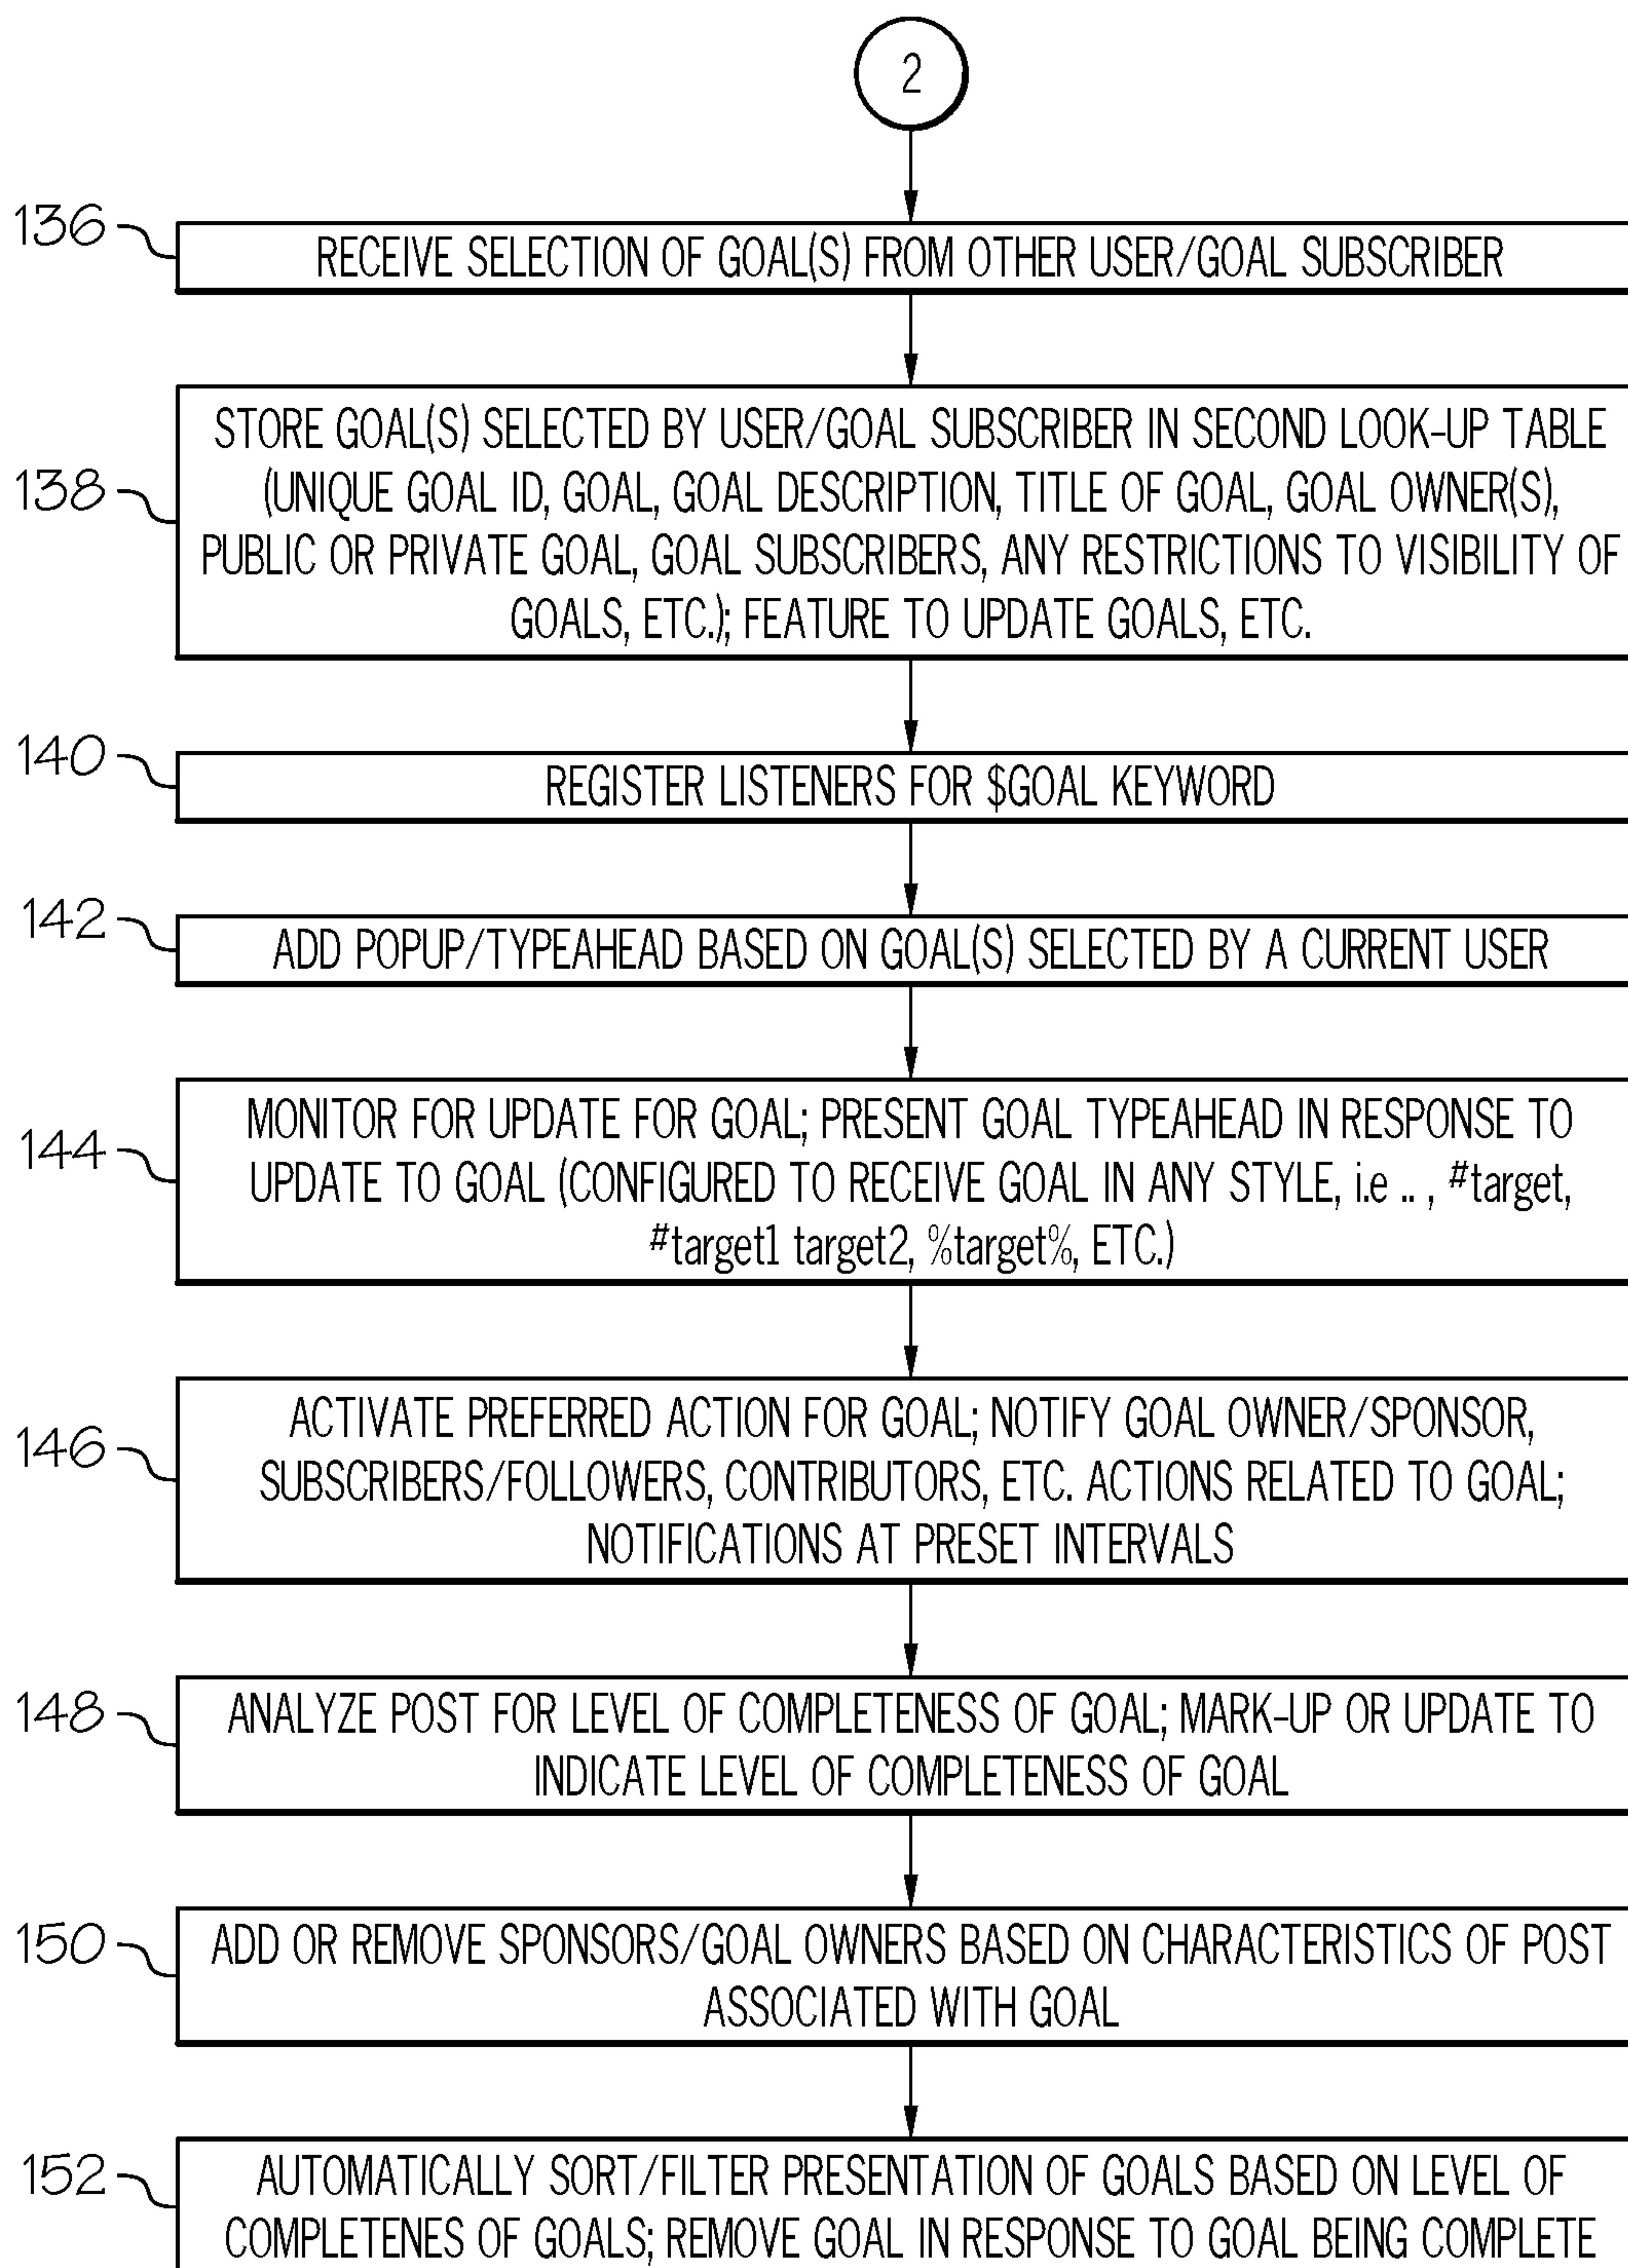 2
136
RECEIVE SELECTION OF GOAL(S) FROM OTHER USER/GOAL SUBSCRIBER
138
STORE GOAL(S) SELECTED BY USER/GOAL SUBSCRIBER IN SECOND LOOK-UP TABLE
(UNIQUE GOAL ID, GOAL, GOAL DESCRIPTION, TITLE OF GOAL, GOAL OWNER(S),
PUBLIC OR PRIVATE GOAL, GOAL SUBSCRIBERS, ANY RESTRICTIONS TO VISIBILITY OF
GOALS, ETC.); FEATURE TO UPDATE GOALS, ETC.
140
REGISTER LISTENERS FOR $GOAL KEYWORD
142
ADD POPUP/TYPEAHEAD BASED ON GOAL(S) SELECTED BY A CURRENT USER
144
MONITOR FOR UPDATE FOR GOAL; PRESENT GOAL TYPEAHEAD IN RESPONSE TO
UPDATE TO GOAL (CONFIGURED TO RECEIVE GOAL IN ANY STYLE, i.e .. , #target,
#target1 target2, %target%, ETC.)
146
ACTIVATE PREFERRED ACTION FOR GOAL; NOTIFY GOAL OWNER/SPONSOR,
SUBSCRIBERS/FOLLOWERS, CONTRIBUTORS, ETC. ACTIONS RELATED TO GOAL;
NOTIFICATIONS AT PRESET INTERVALS
148
ANALYZE POST FOR LEVEL OF COMPLETENESS OF GOAL; MARK-UP OR UPDATE TO
INDICATE LEVEL OF COMPLETENESS OF GOAL
150
ADD OR REMOVE SPONSORS/GOAL OWNERS BASED ON CHARACTERISTICS OF POST
ASSOCIATED WITH GOAL
152
AUTOMATICALLY SORT/FILTER PRESENTATION OF GOALS BASED ON LEVEL OF
COMPLETENES OF GOALS; REMOVE GOAL IN RESPONSE TO GOAL BEING COMPLETE